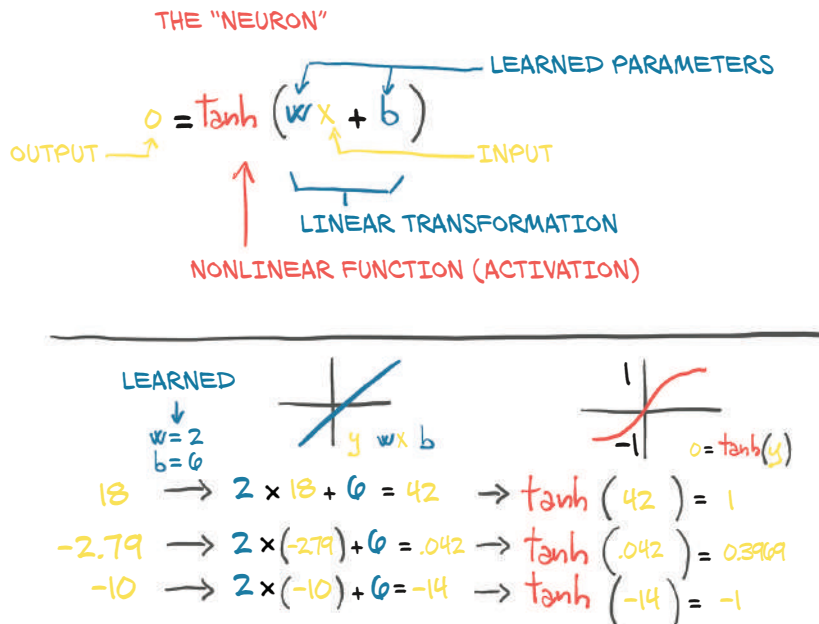 THE "NEURON"
LEARNED PARAMETERS
o = tanh (wx + b)
OUTPUT
INPUT
LINEAR TRANSFORMATION
NONLINEAR FUNCTION (ACTIVATION)
LEARNED
w = 2
b = 6
y wx b
1
-1
o = tanh(y)
18 → 2 × 18 + 6 = 42 → tanh (42) = 1
-2.79 → 2 × (-279) + 6 = .042 → tanh (.042) = 0.3969
-10 → 2 × (-10) + 6 = -14 → tanh (-14) = -1